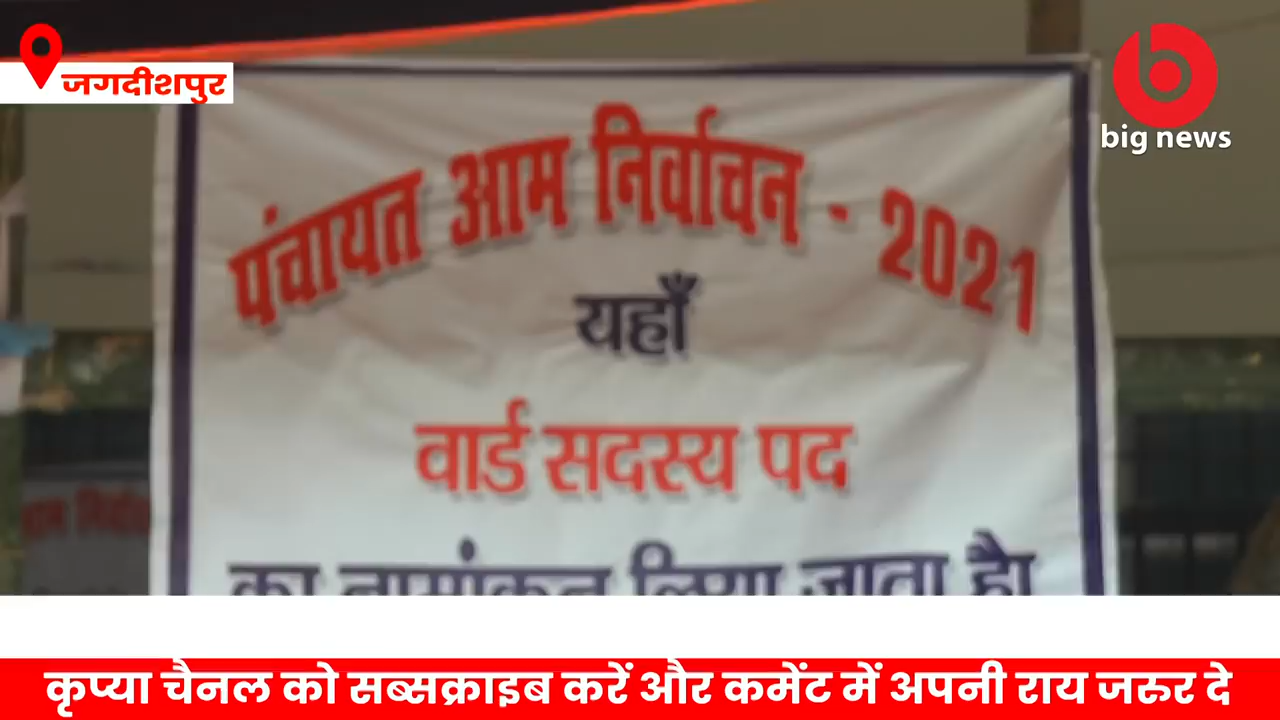 जगदीशपुर
big news
पंचायत आम निर्वाचन - 2021
यहाँ
वार्ड सदस्य पद
का नामांकन लिया जाता है।
कृप्या चैनल को सब्सक्राइब करें और कमेंट में अपनी राय जरुर दे